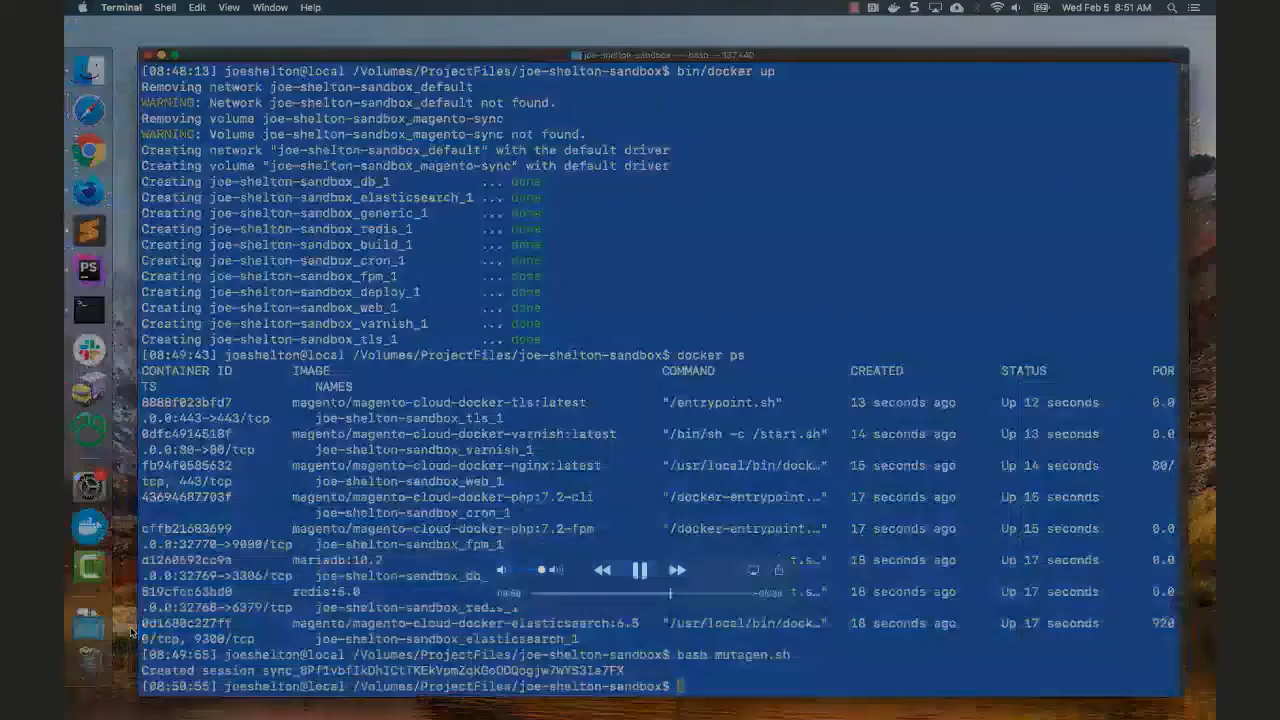 Terminal Shell Edit View Window Help Wed Feb 5 8:51 AM
joe-shelton-sandbox — -bash — 137×40
[08:48:13] joeshelton@local /Volumes/ProjectFiles/joe-shelton-sandbox$ bin/docker up
Removing network joe-shelton-sandbox_default
WARNING: Network joe-shelton-sandbox_default not found.
Removing volume joe-shelton-sandbox_magento-sync
WARNING: Volume joe-shelton-sandbox_magento-sync not found.
Creating network "joe-shelton-sandbox_default" with the default driver
Creating volume "joe-shelton-sandbox_magento-sync" with default driver
Creating joe-shelton-sandbox_db_1 ... done
Creating joe-shelton-sandbox_elasticsearch_1 ... done
Creating joe-shelton-sandbox_generic_1 ... done
Creating joe-shelton-sandbox_redis_1 ... done
Creating joe-shelton-sandbox_build_1 ... done
Creating joe-shelton-sandbox_cron_1 ... done
Creating joe-shelton-sandbox_fpm_1 ... done
Creating joe-shelton-sandbox_deploy_1 ... done
Creating joe-shelton-sandbox_web_1 ... done
Creating joe-shelton-sandbox_varnish_1 ... done
Creating joe-shelton-sandbox_tls_1 ... done
[08:49:43] joeshelton@local /Volumes/ProjectFiles/joe-shelton-sandbox$ docker ps
CONTAINER ID IMAGE COMMAND CREATED STATUS POR
TS NAMES
8888f023bfd7 magento/magento-cloud-docker-tls:latest "/entrypoint.sh" 13 seconds ago Up 12 seconds 0.0
.0.0:443->443/tcp joe-shelton-sandbox_tls_1
0dfc4914518f magento/magento-cloud-docker-varnish:latest "/bin/sh -c /start.sh" 14 seconds ago Up 13 seconds 0.0
.0.0:80->80/tcp joe-shelton-sandbox_varnish_1
fb94f0585632 magento/magento-cloud-docker-nginx:latest "/usr/local/bin/dock…" 15 seconds ago Up 14 seconds 80/
tcp, 443/tcp joe-shelton-sandbox_web_1
43694687703f magento/magento-cloud-docker-php:7.2-cli "/docker-entrypoint.…" 17 seconds ago Up 16 seconds
joe-shelton-sandbox_cron_1
cffb21683699 magento/magento-cloud-docker-php:7.2-fpm "/docker-entrypoint.…" 17 seconds ago Up 15 seconds 0.0
.0.0:32770->9000/tcp joe-shelton-sandbox_fpm_1
d1260692cc9a mariadb:10.2 t.s…" 18 seconds ago Up 17 seconds 0.0
.0.0:32769->3306/tcp joe-shelton-sandbox_db_
519cfec63bd0 redis:5.0 t.s…" 18 seconds ago Up 17 seconds 0.0
.0.0:32768->6379/tcp joe-shelton-sandbox_redis_1
0d1680c227ff magento/magento-cloud-docker-elasticsearch:6.5 "/usr/local/bin/dock…" 18 seconds ago Up 17 seconds 920
0/tcp, 9300/tcp joe-shelton-sandbox_elasticsearch_1
[08:49:55] joeshelton@local /Volumes/ProjectFiles/joe-shelton-sandbox$ bash mutagen.sh
Created session
[08:50:55] joeshelton@local /Volumes/ProjectFiles/joe-shelton-sandbox$
PS